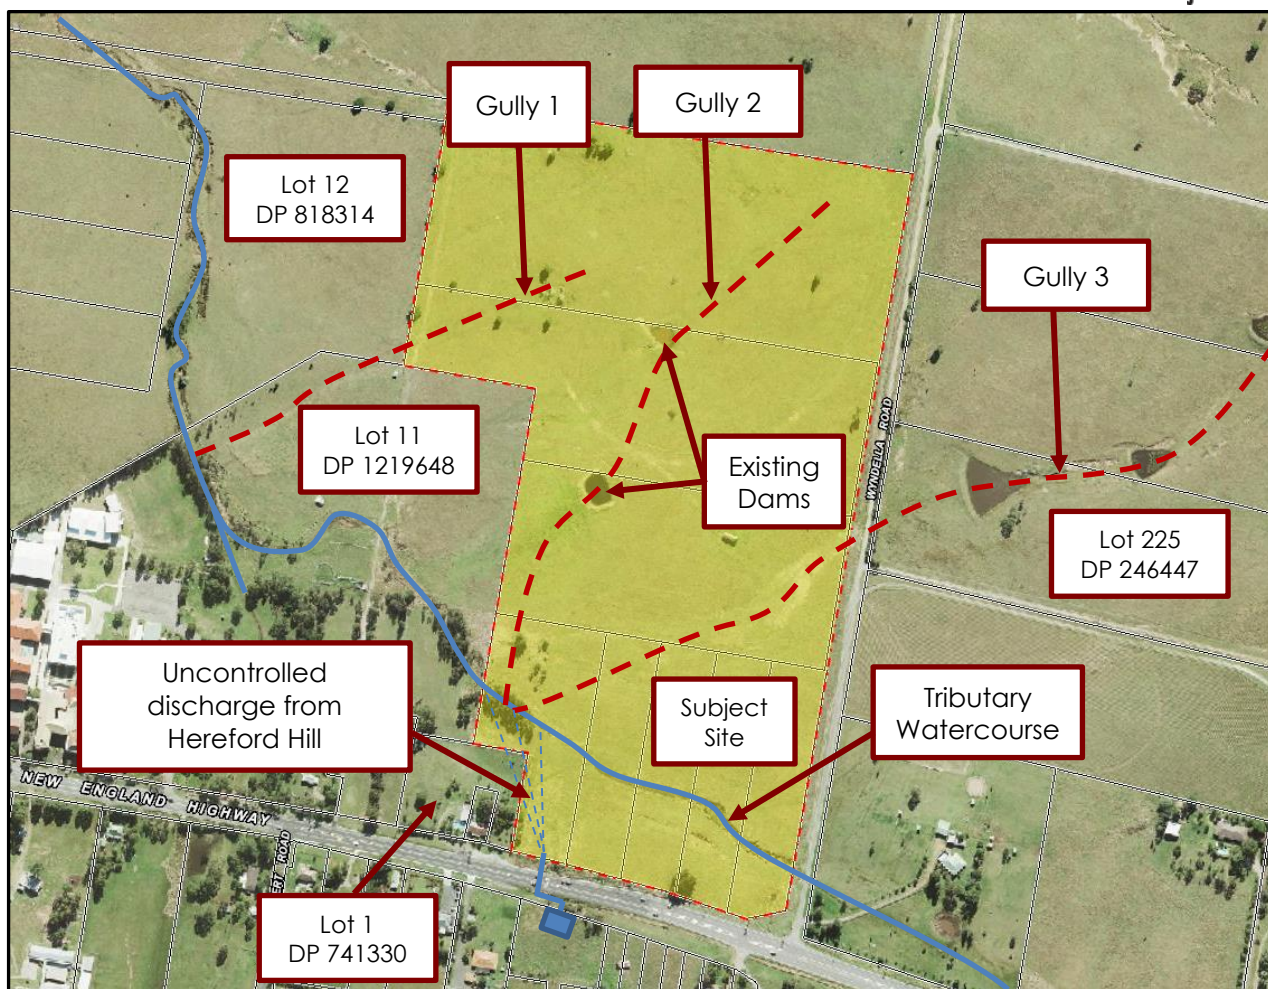 Gully 1
Gully 2
Lot 12
DP 818314
Gully 3
Lot 11
DP 1219648
WYNDELLA ROAD
Existing
Dams
Lot 225
DP 246447
Uncontrolled
discharge from
Hereford Hill
Subject
Site
Tributary
Watercourse
NEW ENGLAND HIGHWAY
ROAD
Lot 1
DP 741330